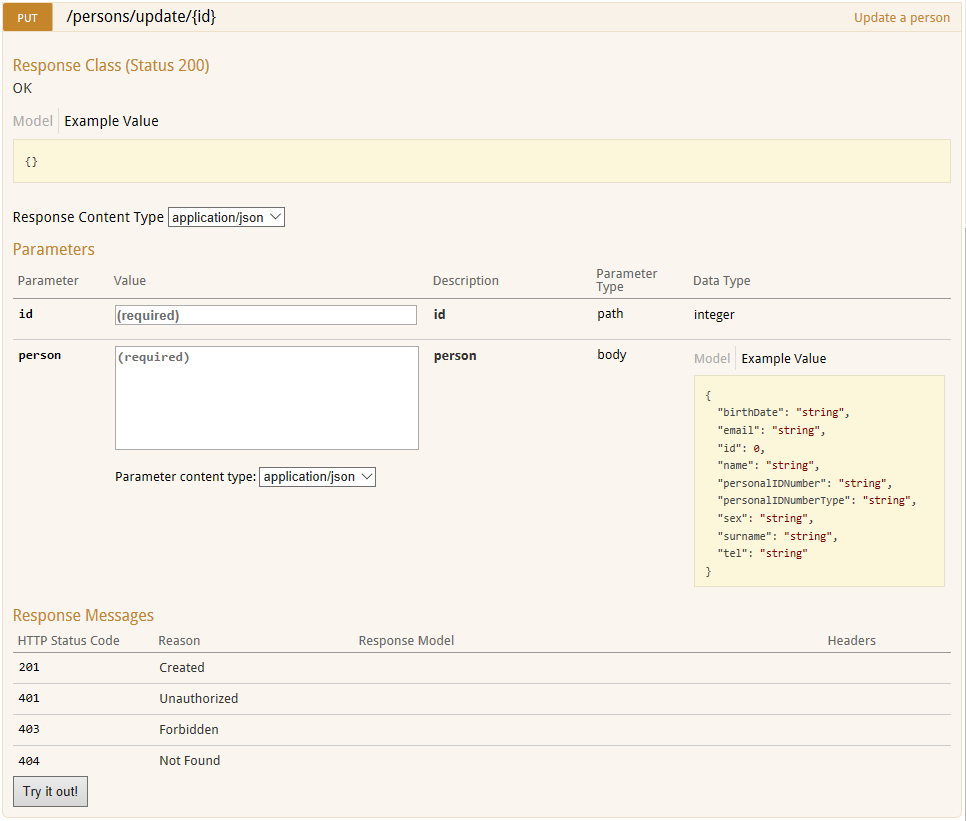 PUT /persons/update/{id} Update a person
Response Class (Status 200)
OK
Model Example Value
{}
Response Content Type application/json
Parameters
Parameter Value Description Parameter Type Data Type
id (required) id path integer
person (required) person body Model Example Value
{
"birthDate": "string",
"email": "string",
"id": 0,
"name": "string",
"personalIDNumber": "string",
"personalIDNumberType": "string",
"sex": "string",
"surname": "string",
"tel": "string"
}
Parameter content type: application/json
Response Messages
HTTP Status Code Reason Response Model Headers
201 Created
401 Unauthorized
403 Forbidden
404 Not Found
Try it out!